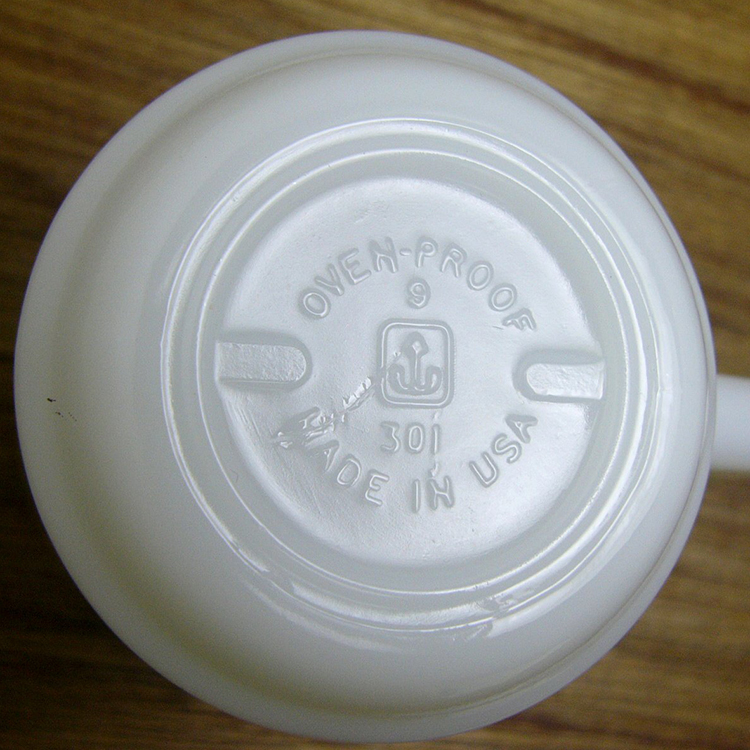 OVEN-PROOF
9
301
MADE IN USA